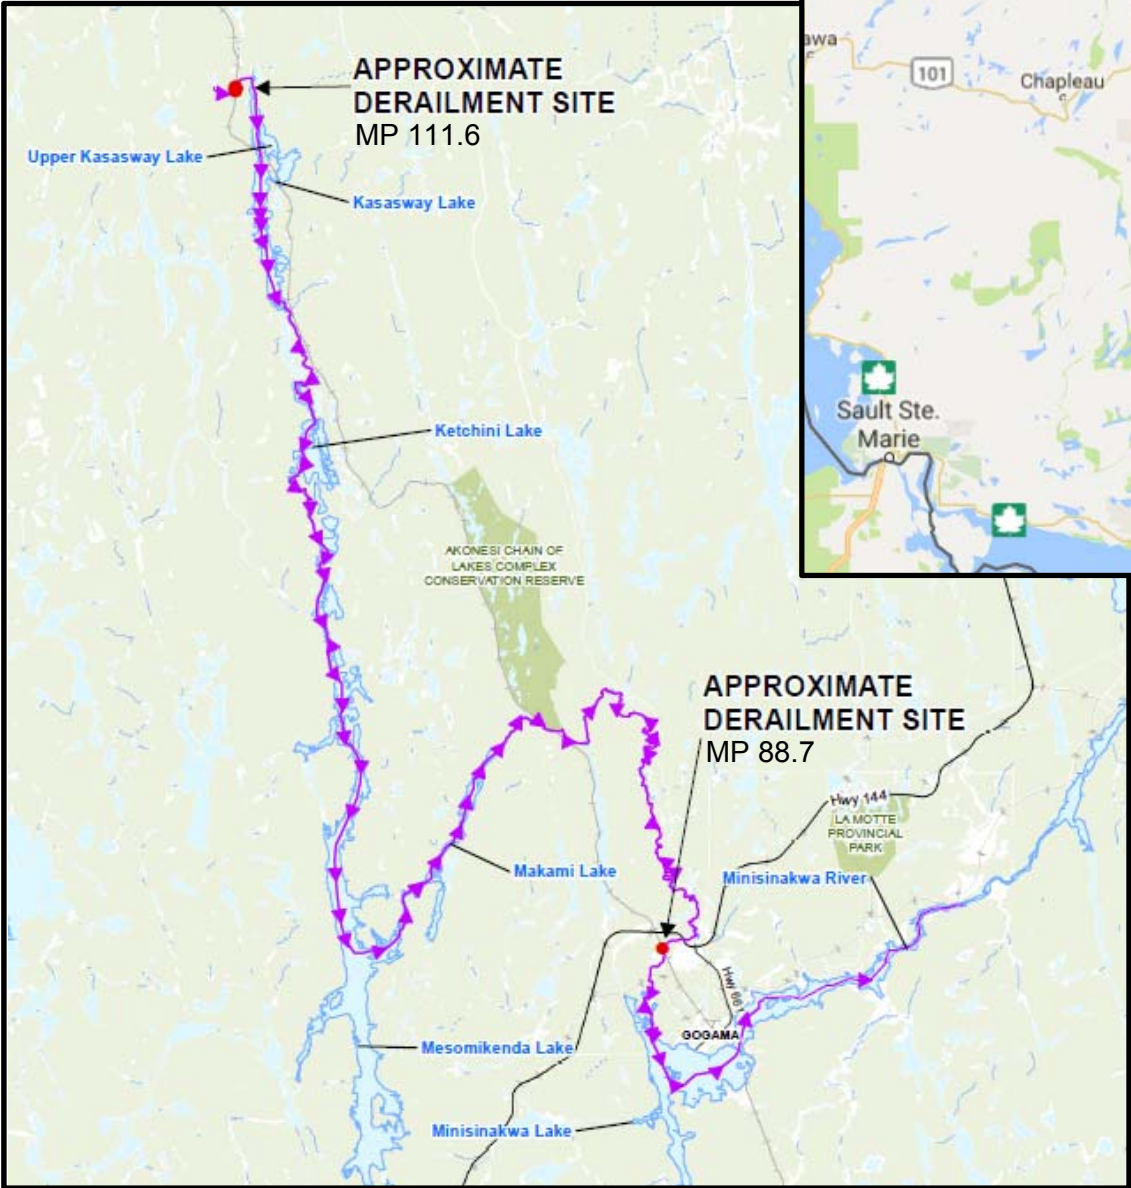 APPROXIMATE
DERAILMENT SITE
MP 111.6
Upper Kasasway Lake
Kasasway Lake
Ketchini Lake
AKONESI CHAIN OF
LAKES COMPLEX
CONSERVATION RESERVE
APPROXIMATE
DERAILMENT SITE
MP 88.7
Hwy 144
LA MOTTE
PROVINCIAL
PARK
Makami Lake
Minisinakwa River
Hwy 661
GOGAMA
Mesomikenda Lake
Minisinakwa Lake
awa
101
Chapleau
Sault Ste.
Marie